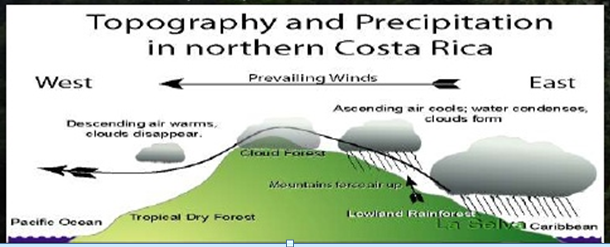 Topography and Precipitation
in northern Costa Rica
West
Prevailing Winds
East
Descending air warms,
clouds disappear.
Ascending air cools; water condenses,
clouds form
Cloud Forest
Mountains force air up
Pacific Ocean
Tropical Dry Forest
Lowland Rainforest
La Selva
Caribbean